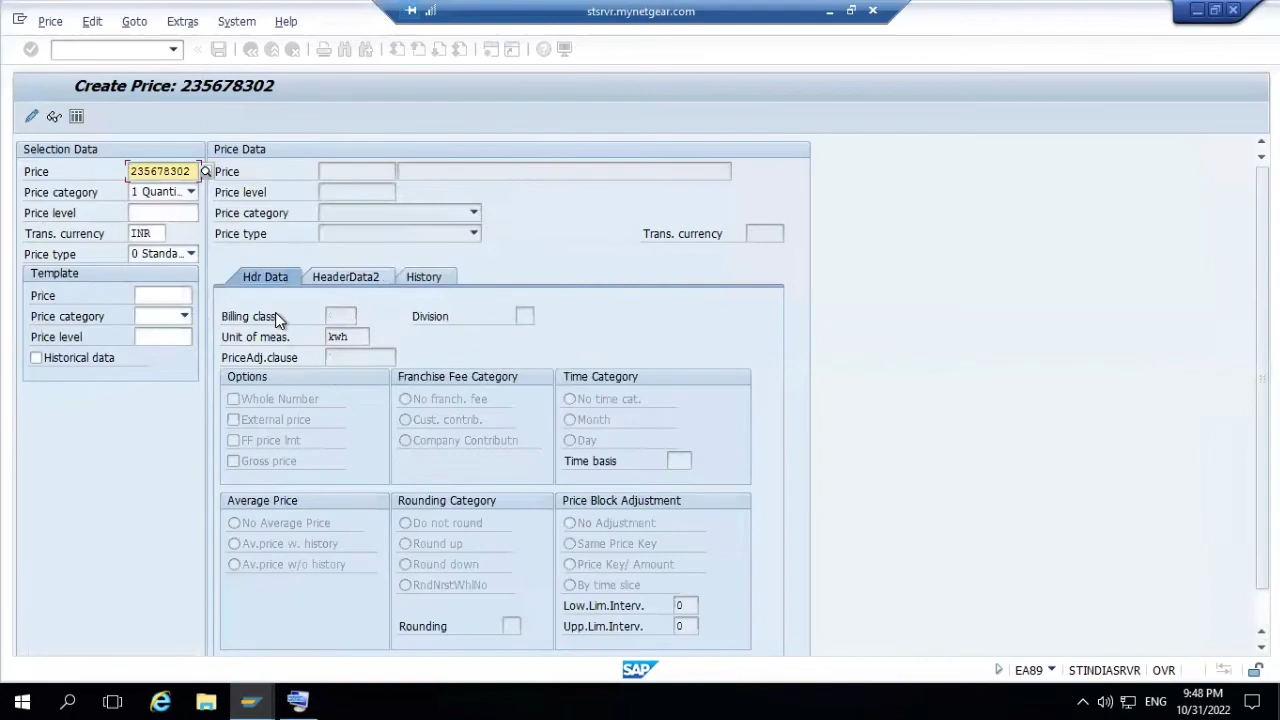 stsrvr.mynetgear.com
Price Edit Goto Extras System Help
Create Price: 235678302
Selection Data
Price 235678302
Price category 1 Quanti..
Price level
Trans. currency INR
Price type 0 Standa..
Template
Price
Price category
Price level
Historical data
Price Data
Price
Price level
Price category
Price type Trans. currency
Hdr Data HeaderData2 History
Billing class Division
Unit of meas. kwh
PriceAdj.clause
Options
Whole Number
External price
FF price lmt
Gross price
Franchise Fee Category
No franch. fee
Cust. contrib.
Company Contributn
Time Category
No time cat.
Month
Day
Time basis
Average Price
No Average Price
Av.price w. history
Av.price w/o history
Rounding Category
Do not round
Round up
Round down
RndNrstWhlNo
Rounding
Price Block Adjustment
No Adjustment
Same Price Key
Price Key/ Amount
By time slice
Low.Lim.Interv. 0
Upp.Lim.Interv. 0
SAP
EA89 STINDIASRVR OVR
ENG
9:48 PM
10/31/2022